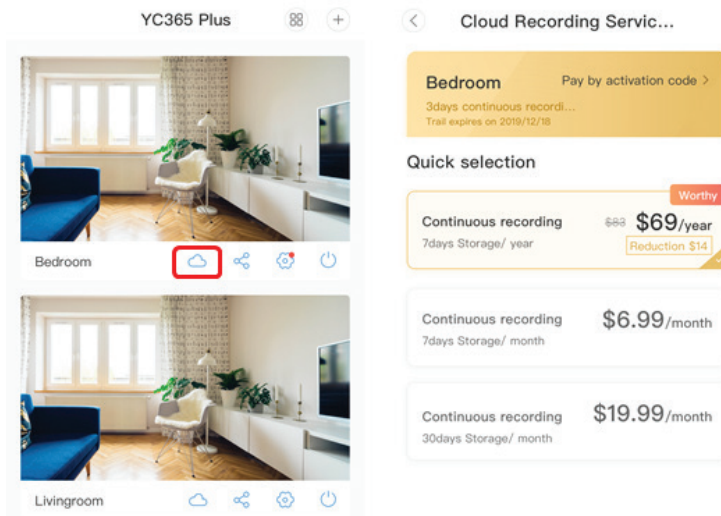 YC365 Plus
Bedroom
Livingroom
Cloud Recording Servic...
Bedroom
Pay by activation code >
3days continuous recordi...
Trail expires on 2019/12/18
Quick selection
Worthy
Continuous recording
$83 $69/year
7days Storage/ year
Reduction $14
Continuous recording
$6.99/month
7days Storage/ month
Continuous recording
$19.99/month
30days Storage/ month